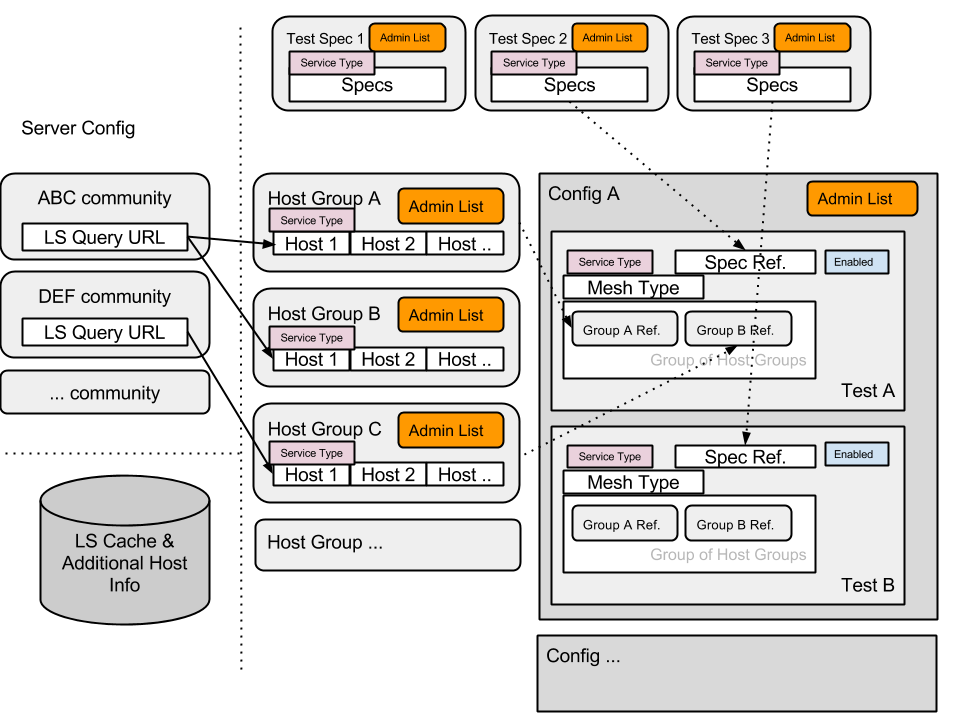 Test Spec 1
Admin List
Service Type
Specs
Test Spec 2
Admin List
Service Type
Specs
Test Spec 3
Admin List
Service Type
Specs
Server Config
ABC community
LS Query URL
DEF community
LS Query URL
... community
LS Cache &
Additional Host
Info
Host Group A
Admin List
Service Type
Host 1
Host 2
Host ..
Host Group B
Admin List
Service Type
Host 1
Host 2
Host ..
Host Group C
Admin List
Service Type
Host 1
Host 2
Host ..
Host Group ...
Config A
Admin List
Service Type
Spec Ref.
Enabled
Mesh Type
Group A Ref.
Group B Ref.
Group of Host Groups
Test A
Service Type
Spec Ref.
Enabled
Mesh Type
Group A Ref.
Group B Ref.
Group of Host Groups
Test B
Config ...